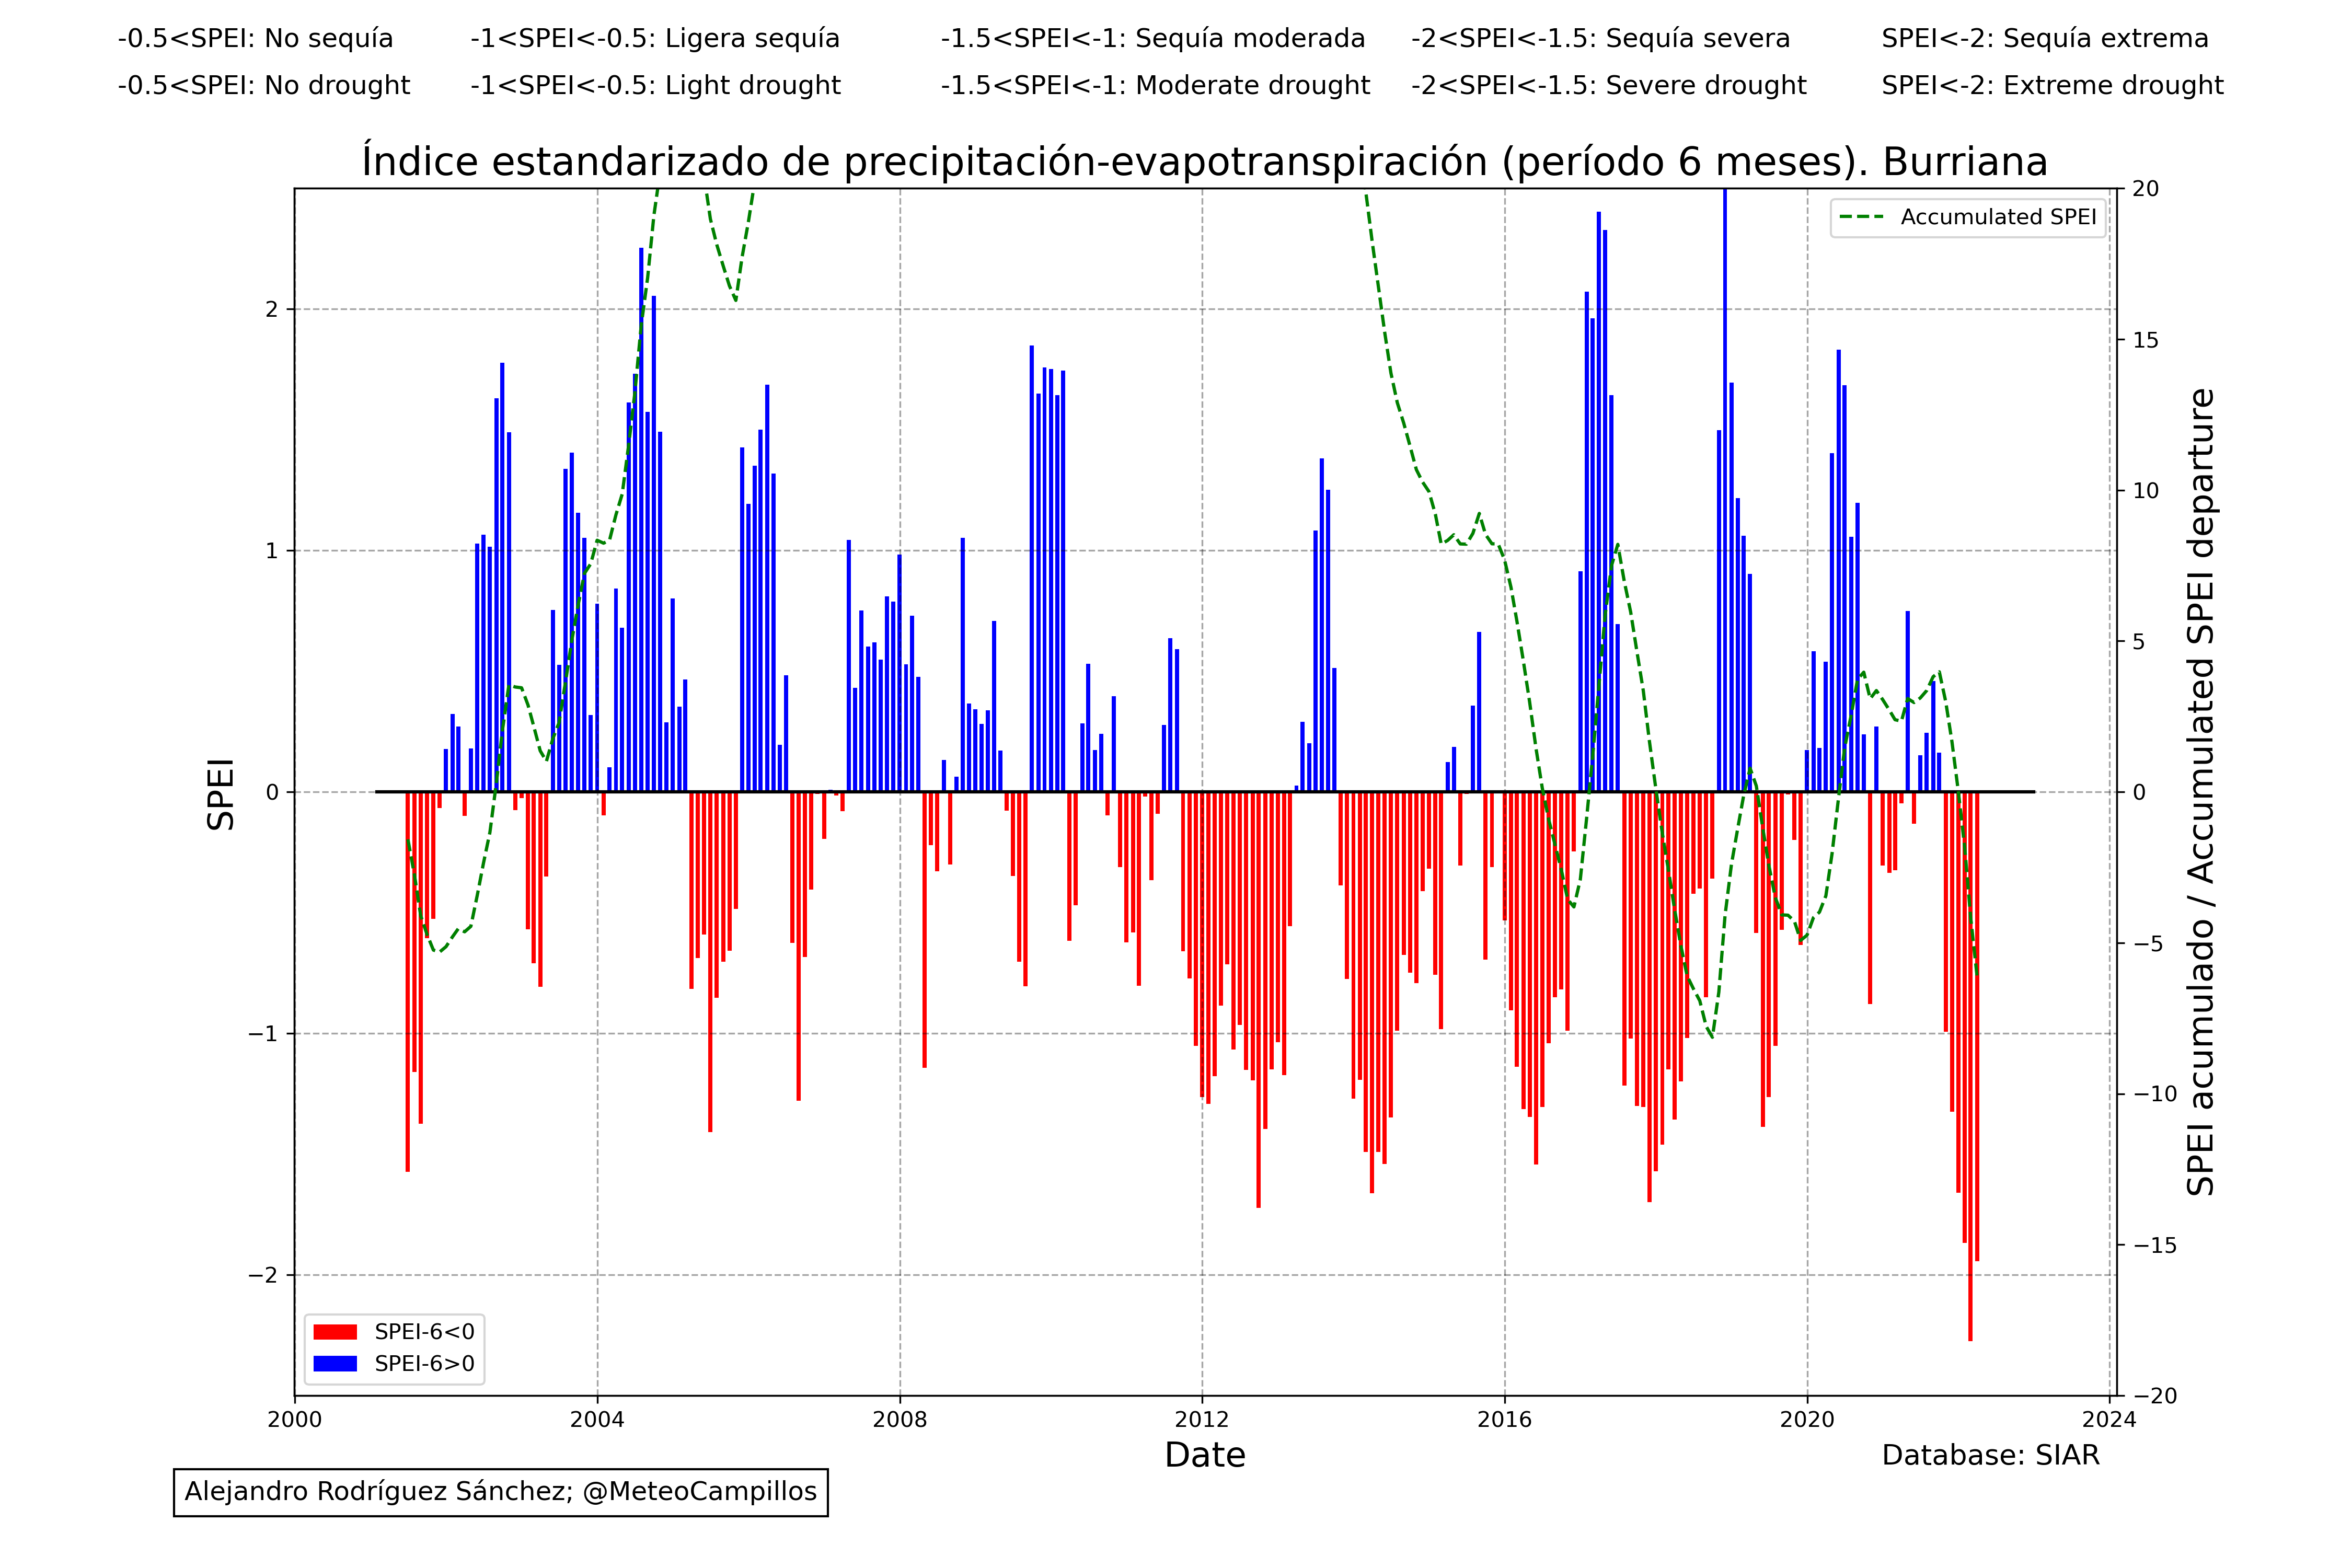 -0.5<SPEI: No sequía -1<SPEI<-0.5: Ligera sequía -1.5<SPEI<-1: Sequía moderada -2<SPEI<-1.5: Sequía severa SPEI<-2: Sequía extrema
-0.5<SPEI: No drought -1<SPEI<-0.5: Light drought -1.5<SPEI<-1: Moderate drought -2<SPEI<-1.5: Severe drought SPEI<-2: Extreme drought
Índice estandarizado de precipitación-evapotranspiración (período 6 meses). Burriana
Accumulated SPEI
SPEI
2
1
0
−1
−2
20
15
10
5
0
−5
−10
−15
−20
SPEI acumulado / Accumulated SPEI departure
SPEI-6<0
SPEI-6>0
2000 2004 2008 2012 2016 2020 2024
Date
Database: SIAR
Alejandro Rodríguez Sánchez; @MeteoCampillos